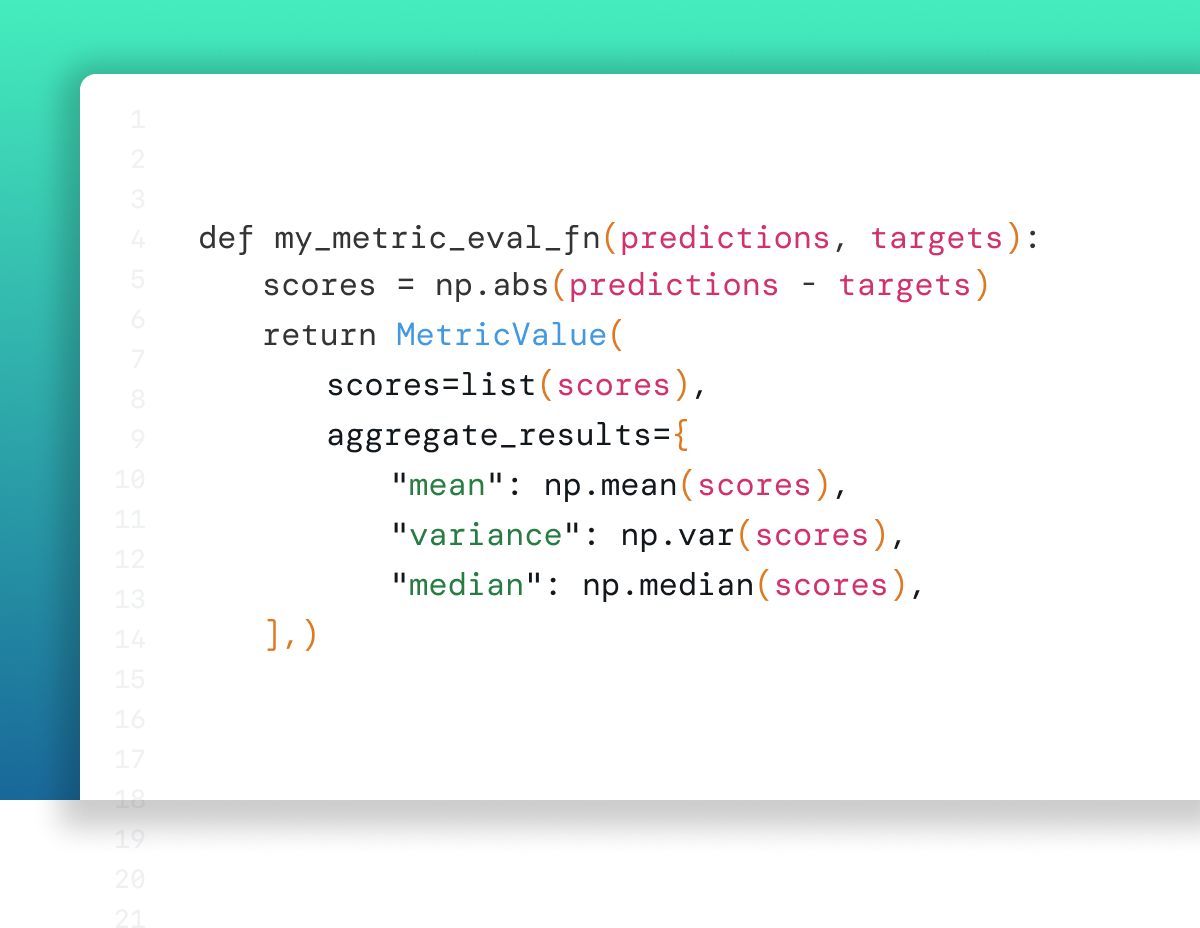 1
2
3
4 def my_metric_eval_fn(predictions, targets):
5 scores = np.abs(predictions - targets)
6 return MetricValue(
7
8 scores=list(scores),
9 aggregate_results={
10 "mean": np.mean(scores),
11
12 "variance": np.var(scores),
13 "median": np.median(scores),
14 ],)
15
16
17
18
19
20
21